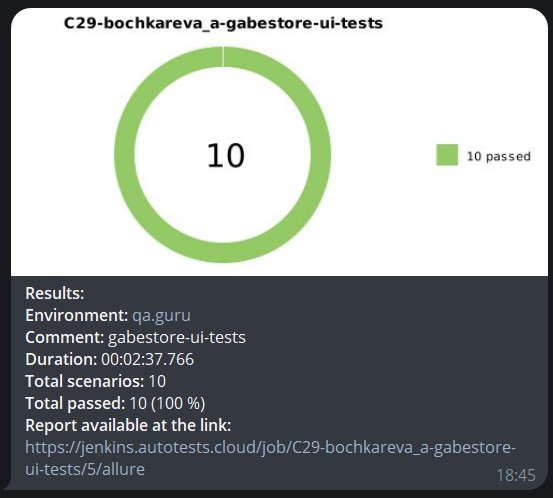 C29-bochkareva_a-gabestore-ui-tests
10
10 passed
Results:
Environment: qa.guru
Comment: gabestore-ui-tests
Duration: 00:02:37.766
Total scenarios: 10
Total passed: 10 (100 %)
Report available at the link:
https://jenkins.autotests.cloud/job/C29-bochkareva_a-gabestore-
ui-tests/5/allure
18:45